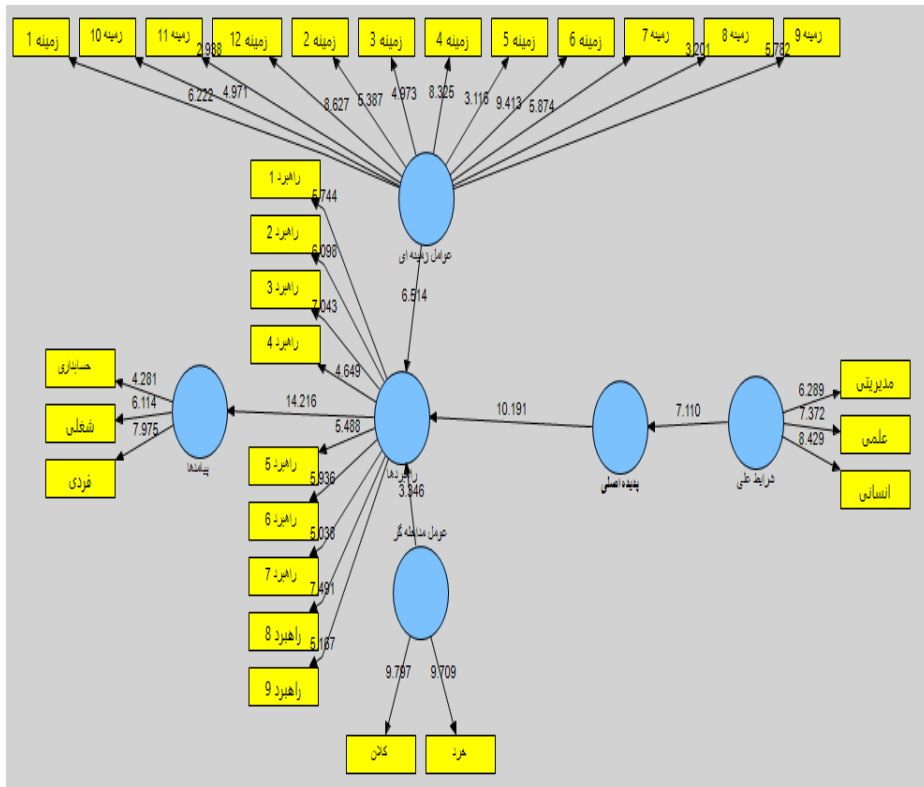 زمینه 1
زمینه 10
زمینه 11
زمینه 12
زمینه 2
زمینه 3
زمینه 4
زمینه 5
زمینه 6
زمینه 7
زمینه 8
زمینه 9
6.222
4.971
2.938
8.627
5.387
4.973
8.325
3.116
9.413
5.874
3.201
5.762
عوامل زمینه ای
6.514
راهبرد 1
5.744
راهبرد 2
6.098
راهبرد 3
7.043
راهبرد 4
4.649
راهبرد 5
5.488
راهبرد 6
5.936
راهبرد 7
5.038
راهبرد 8
7.491
راهبرد 9
5.167
راهبردها
مدیریتی
6.289
علمی
7.372
انسانی
8.429
شرایط علی
7.110
پدیده اصلی
10.191
14.216
پیامدها
حسابداری
4.281
شغلی
6.114
فردی
7.975
عومل مداخله گر
3.346
9.797
9.709
کلان
خرد